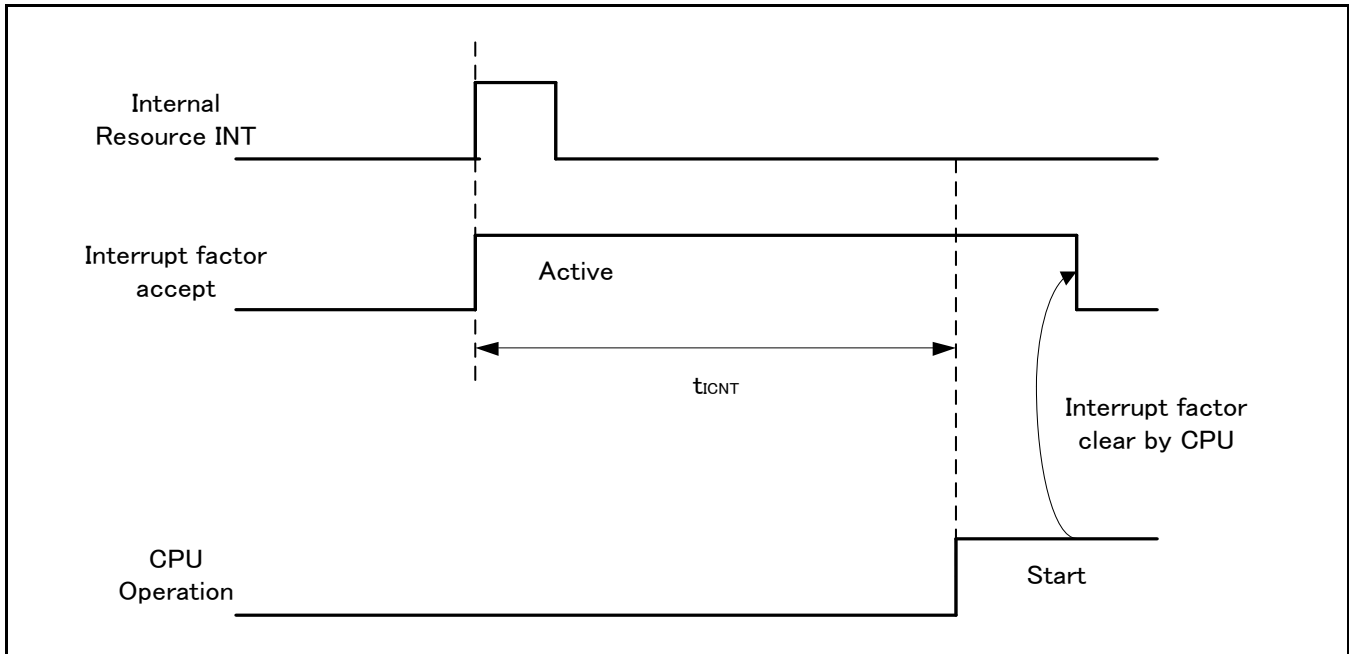 Internal
Resource INT
Interrupt factor
accept
Active
tICNT
Interrupt factor
clear by CPU
CPU
Operation
Start